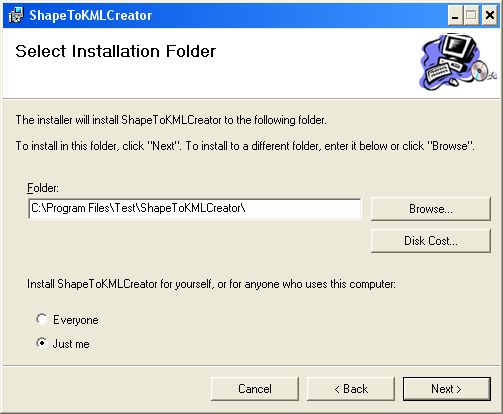 ShapeToKMLCreator
Select Installation Folder
The installer will install ShapeToKMLCreator to the following folder.
To install in this folder, click "Next". To install to a different folder, enter it below or click "Browse".
Folder:
C:\Program Files\Test\ShapeToKMLCreator\
Browse...
Disk Cost...
Install ShapeToKMLCreator for yourself, or for anyone who uses this computer:
Everyone
Just me
Cancel
< Back
Next >